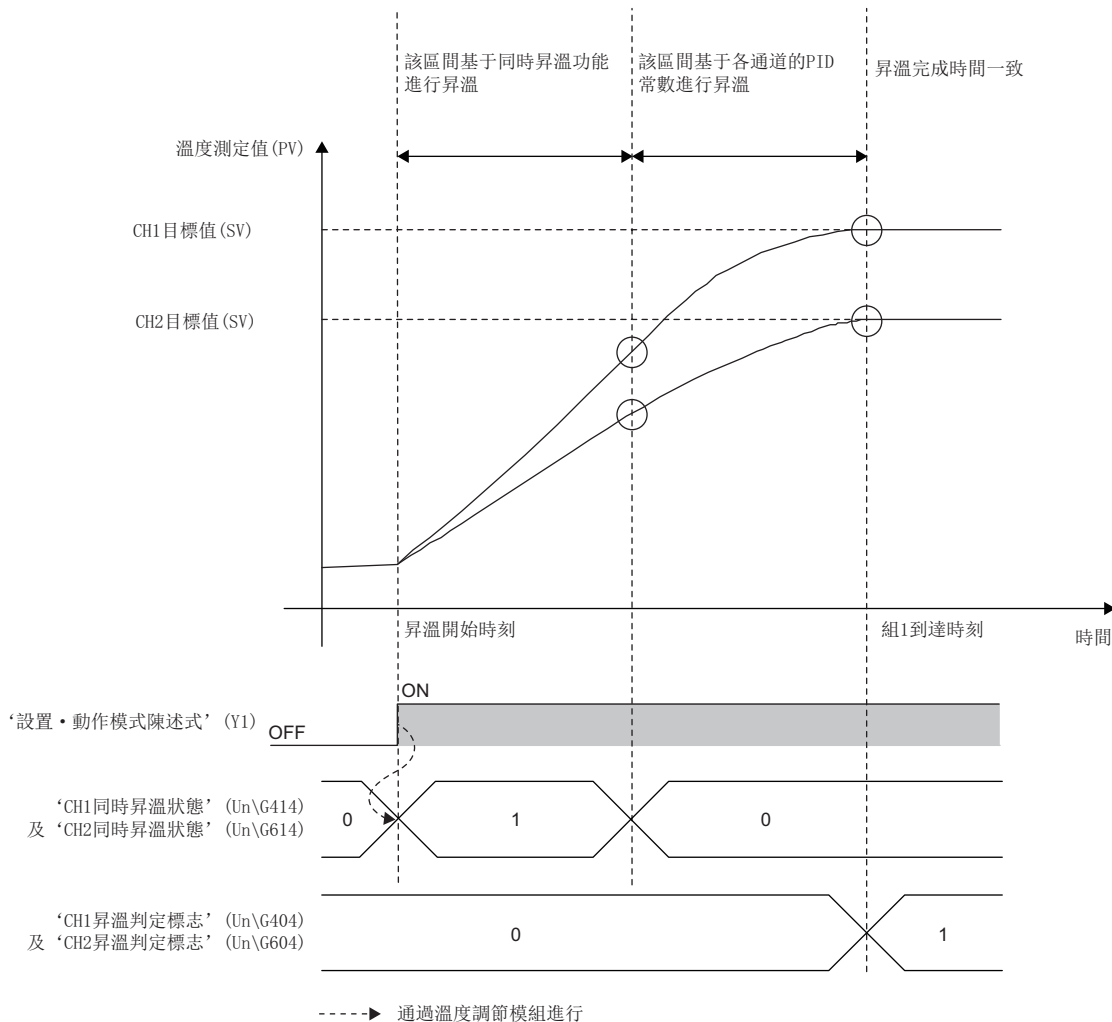 該區間基于同時昇溫功能
進行昇溫
該區間基于各通道的PID
常數進行昇溫
昇溫完成時間一致
溫度測定值(PV)
CH1目標值(SV)
CH2目標值(SV)
昇溫開始時刻
組1到達時刻
時間
ON
‘設置・動作模式陳述式’(Y1)
OFF
‘CH1同時昇溫狀態’(Un\G414)
及‘CH2同時昇溫狀態’(Un\G614)
0
1
0
‘CH1昇溫判定標志’(Un\G404)
及‘CH2昇溫判定標志’(Un\G604)
0
1
通過溫度調節模組進行